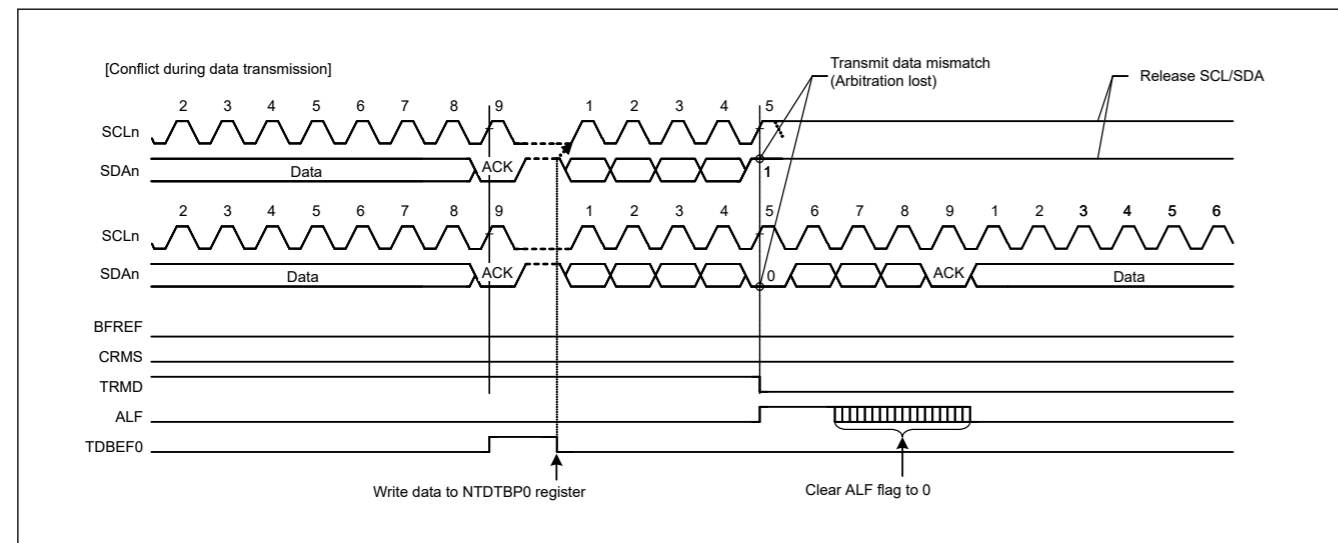 [Conflict during data transmission]
Transmit data mismatch
(Arbitration lost)
Release SCL/SDA
2 3 4 5 6 7 8 9 1 2 3 4 5
SCLn
SDAn Data ACK 1
2 3 4 5 6 7 8 9 1 2 3 4 5 6 7 8 9 1 2 3 4 5 6
SCLn
SDAn Data ACK 0 ACK Data
BFREF
CRMS
TRMD
ALF
TDBEF0
Write data to NTDTBP0 register
Clear ALF flag to 0